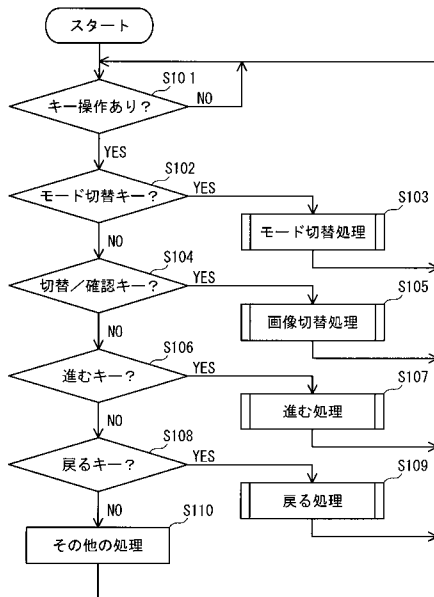 スタート
S101
キー操作あり？
NO
YES
S102
モード切替キー？
YES
S103
モード切替処理
NO
S104
切替／確認キー？
YES
S105
画像切替処理
NO
S106
進むキー？
YES
S107
進む処理
NO
S108
戻るキー？
YES
S109
戻る処理
NO
S110
その他の処理